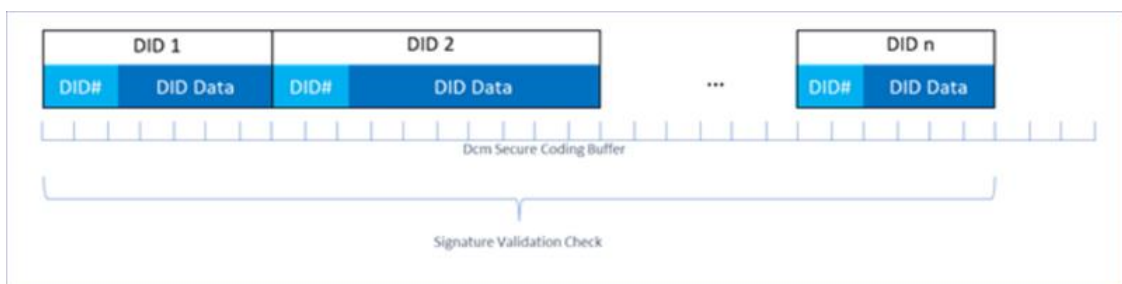 DID 1 DID 2 DID n
DID# DID Data DID# DID Data ... DID# DID Data
Dcm Secure Coding Buffer
Signature Validation Check